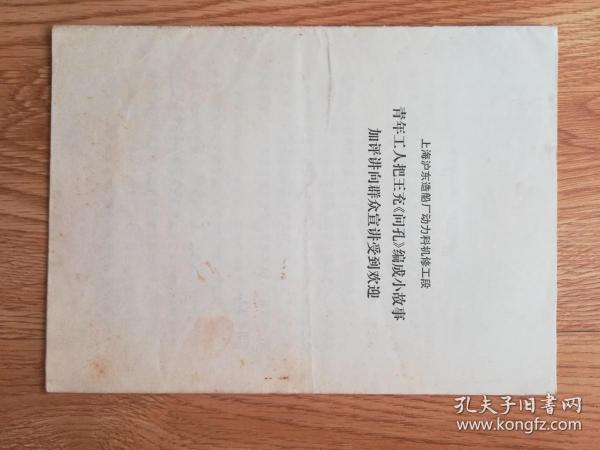 上海沪东造船厂动力科机修工段
青年工人把王充《问孔》编成小故事
加评讲向群众宣讲受到欢迎
孔夫子旧书网
www.kongfz.com